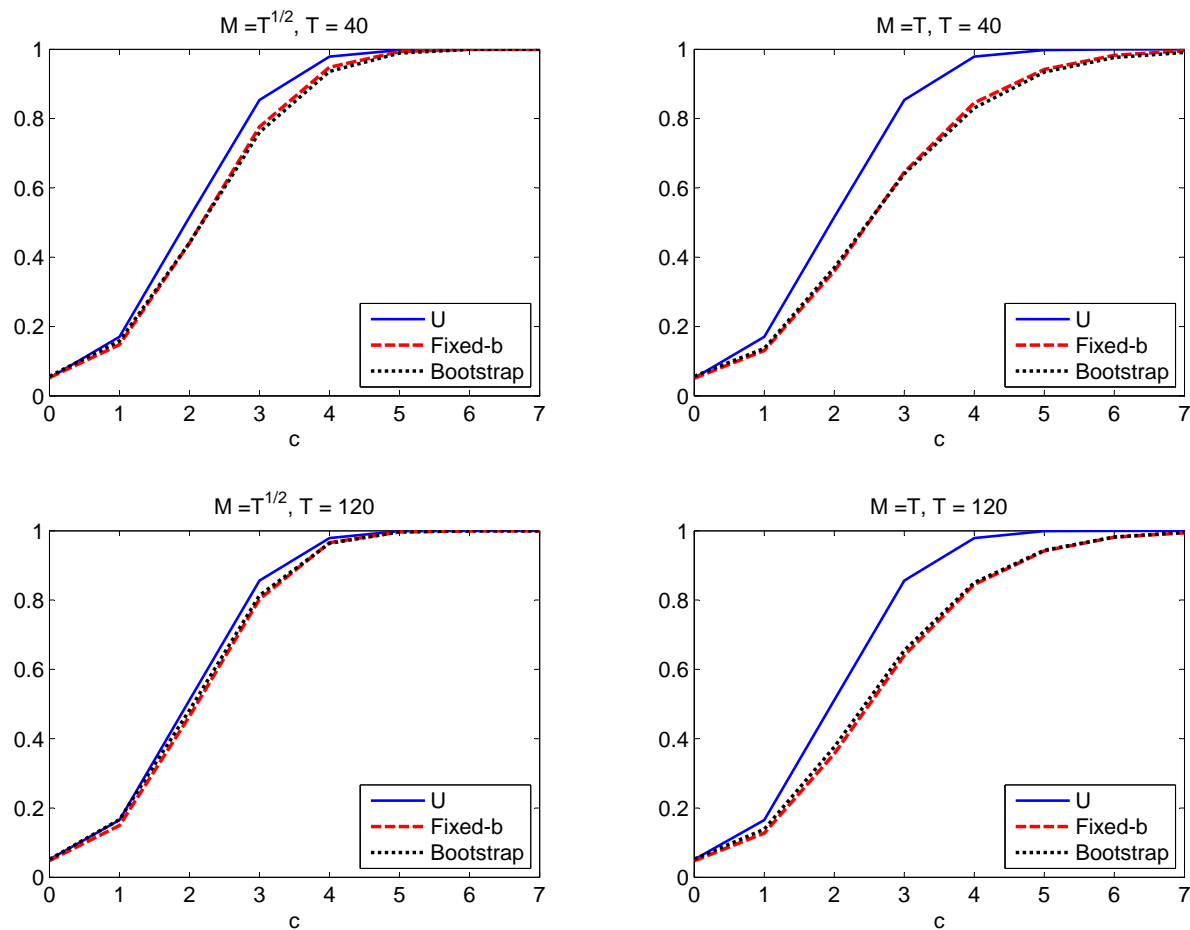 M =T^{1/2}, T = 40
1
0.8
0.6
0.4
0.2
0
0 1 2 3 4 5 6 7
c
U
Fixed-b
Bootstrap
M =T, T = 40
1
0.8
0.6
0.4
0.2
0
0 1 2 3 4 5 6 7
c
U
Fixed-b
Bootstrap
M =T^{1/2}, T = 120
1
0.8
0.6
0.4
0.2
0
0 1 2 3 4 5 6 7
c
U
Fixed-b
Bootstrap
M =T, T = 120
1
0.8
0.6
0.4
0.2
0
0 1 2 3 4 5 6 7
c
U
Fixed-b
Bootstrap